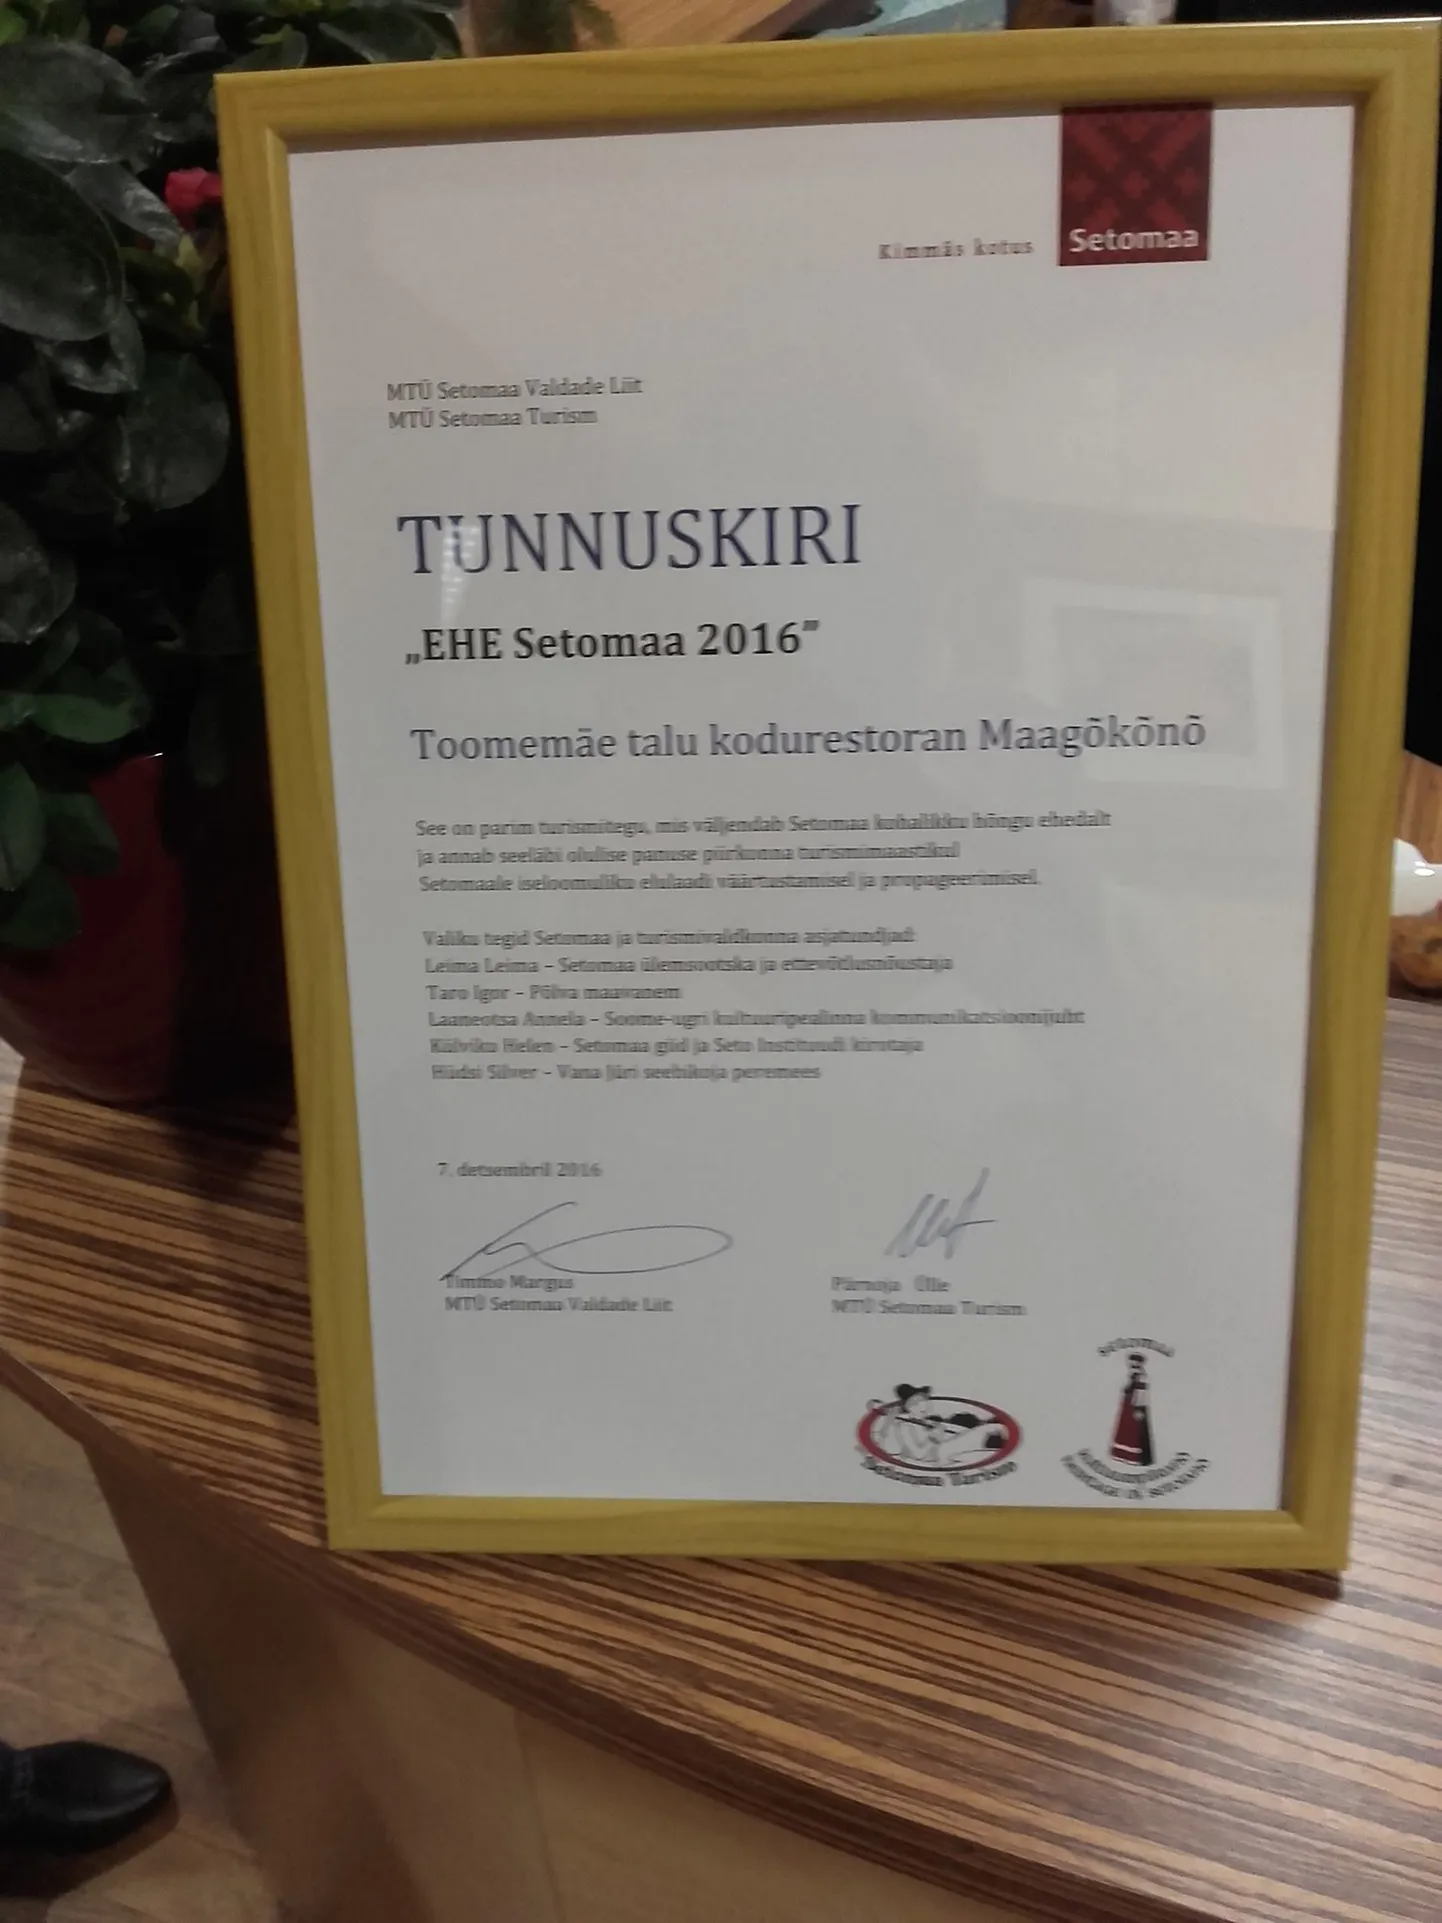 Kimmäs kotus
Setomaa
MTÜ Setomaa Valdade Liit
MTÜ Setomaa Turism
TUNNUSKIRI
„EHE Setomaa 2016”
Toomemäe talu kodurestoran Maagõkõnõ
See on parim turismitegu, mis väljendab Setomaa kohalikku hõngu ehedalt
ja annab seeläbi olulise panuse piirkonna turismimaastikul
Setomaale iseloomuliku elulaadi väärtustamisel ja propageerimisel.
Valiku tegid Setomaa ja turismivaldkonna asjatundjad:
Leima Leima – Setomaa ülemsootska ja ettevõtlusnõustaja
Taro Igor – Põlva maavanem
Laaneotsa Annela – Soome-ugri kultuuripealinna kommunikatsioonijuht
Külviku Helen – Setomaa giid ja Seto Instituudi kirotaja
Hüdsi Silver – Vana Jüri seebikoja peremees
7. detsembril 2016
Timmo Margus
MTÜ Setomaa Valdade Liit
Pärnoja Ülle
MTÜ Setomaa Turism
Setomaa Turism
Setomaa